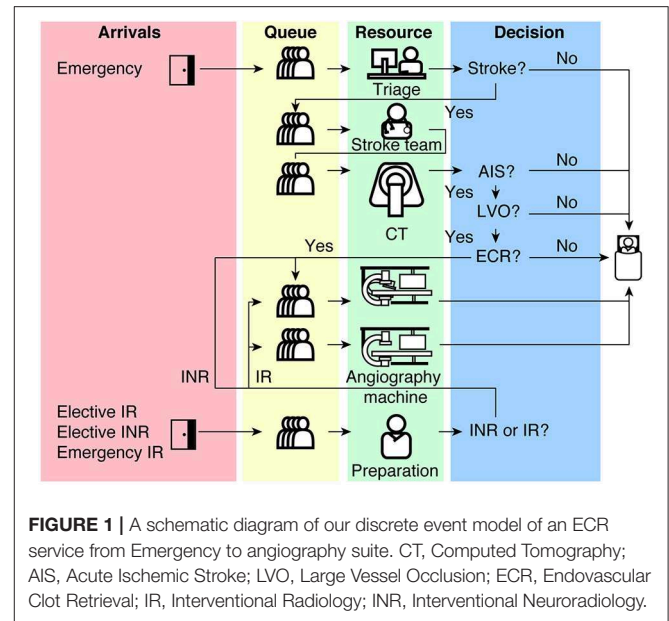 Arrivals Queue Resource Decision
Emergency
Triage
Stroke?
No
Yes
Stroke team
CT
AIS?
No
Yes
LVO?
No
Yes
ECR?
No
Yes
INR
IR
Angiography
machine
Elective IR
Elective INR
Emergency IR
Preparation
INR or IR?
FIGURE 1 | A schematic diagram of our discrete event model of an ECR
service from Emergency to angiography suite. CT, Computed Tomography;
AIS, Acute Ischemic Stroke; LVO, Large Vessel Occlusion; ECR, Endovascular
Clot Retrieval; IR, Interventional Radiology; INR, Interventional Neuroradiology.